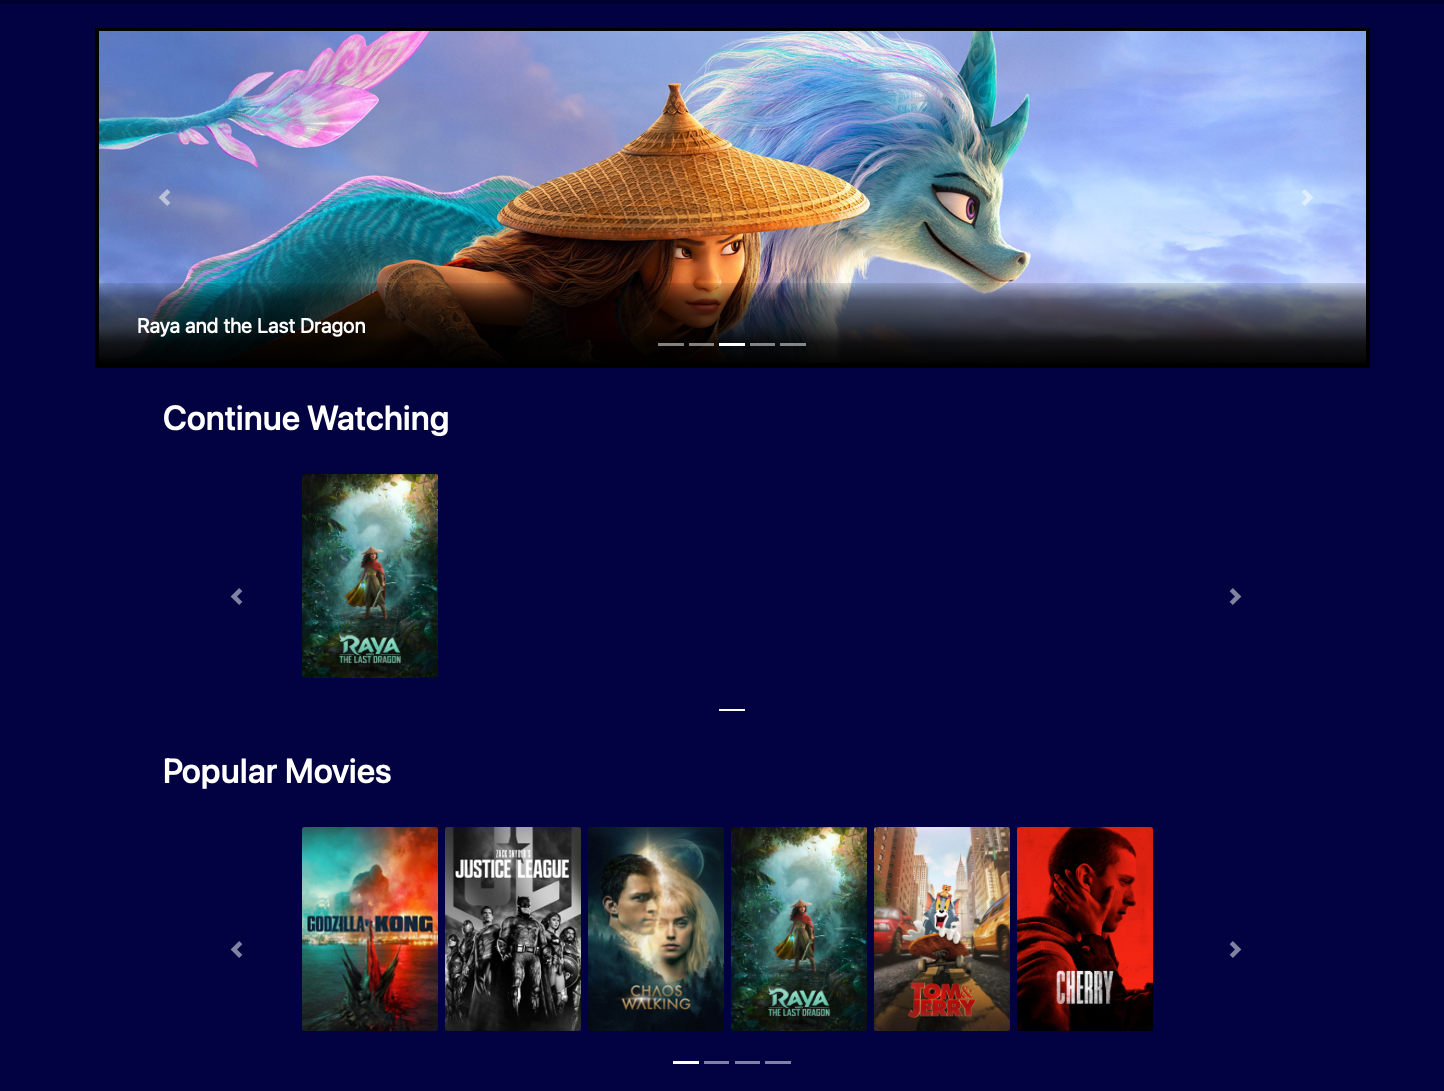 Raya and the Last Dragon
Continue Watching
RAYA
THE LAST DRAGON
Popular Movies
GODZILLA VS KONG
ZACK SNYDER'S
JUSTICE LEAGUE
CHAOS
WALKING
RAYA
THE LAST DRAGON
TOM &
JERRY
CHERRY